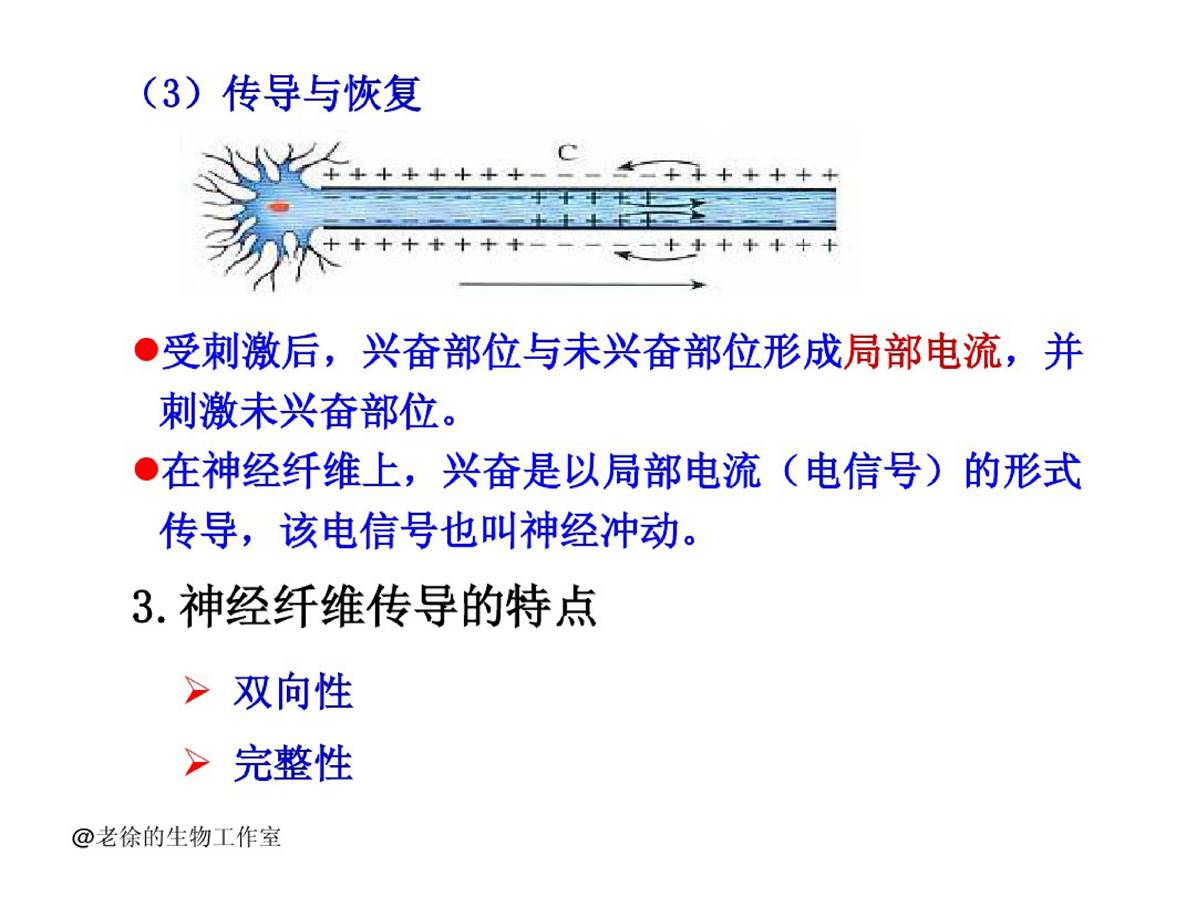 （3）传导与恢复
C
+ + + + + + + + - - - - - + + + + + + +
- - - - - - - - + + + + + - - - - - - -
- - - - - - - - + + + + + - - - - - - -
+ + + + + + + + - - - - - + + + + + + +
●受刺激后，兴奋部位与未兴奋部位形成局部电流，并
刺激未兴奋部位。
●在神经纤维上，兴奋是以局部电流（电信号）的形式
传导，该电信号也叫神经冲动。
3.神经纤维传导的特点
➢ 双向性
➢ 完整性
@老徐的生物工作室